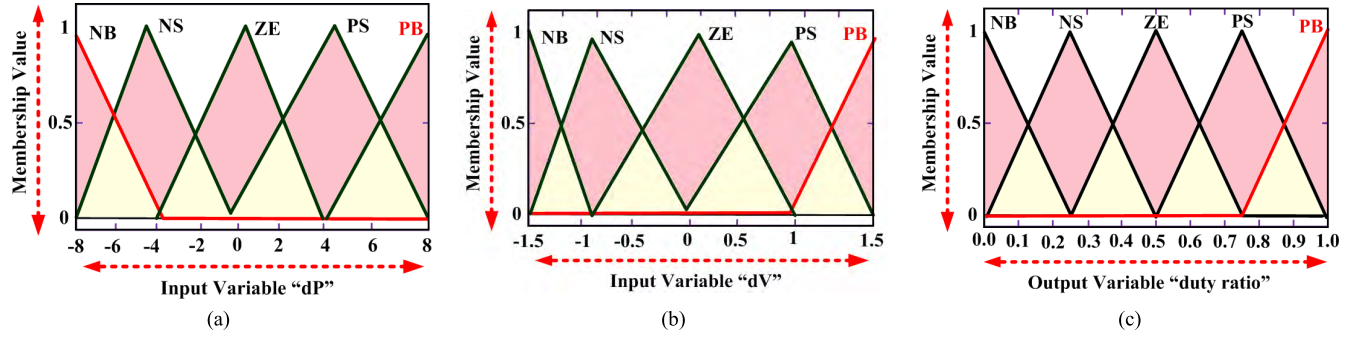 Membership Value
1
0.5
0
NB
NS
ZE
PS
PB
-8 -6 -4 -2 0 2 4 6 8
Input Variable “dP”
(a)
Membership Value
1
0.5
0
NB
NS
ZE
PS
PB
-1.5 -1 -0.5 0 0.5 1 1.5
Input Variable “dV”
(b)
Membership Value
1
0.5
0
NB
NS
ZE
PS
PB
0.0 0.1 0.2 0.3 0.4 0.5 0.6 0.7 0.8 0.9 1.0
Output Variable “duty ratio”
(c)